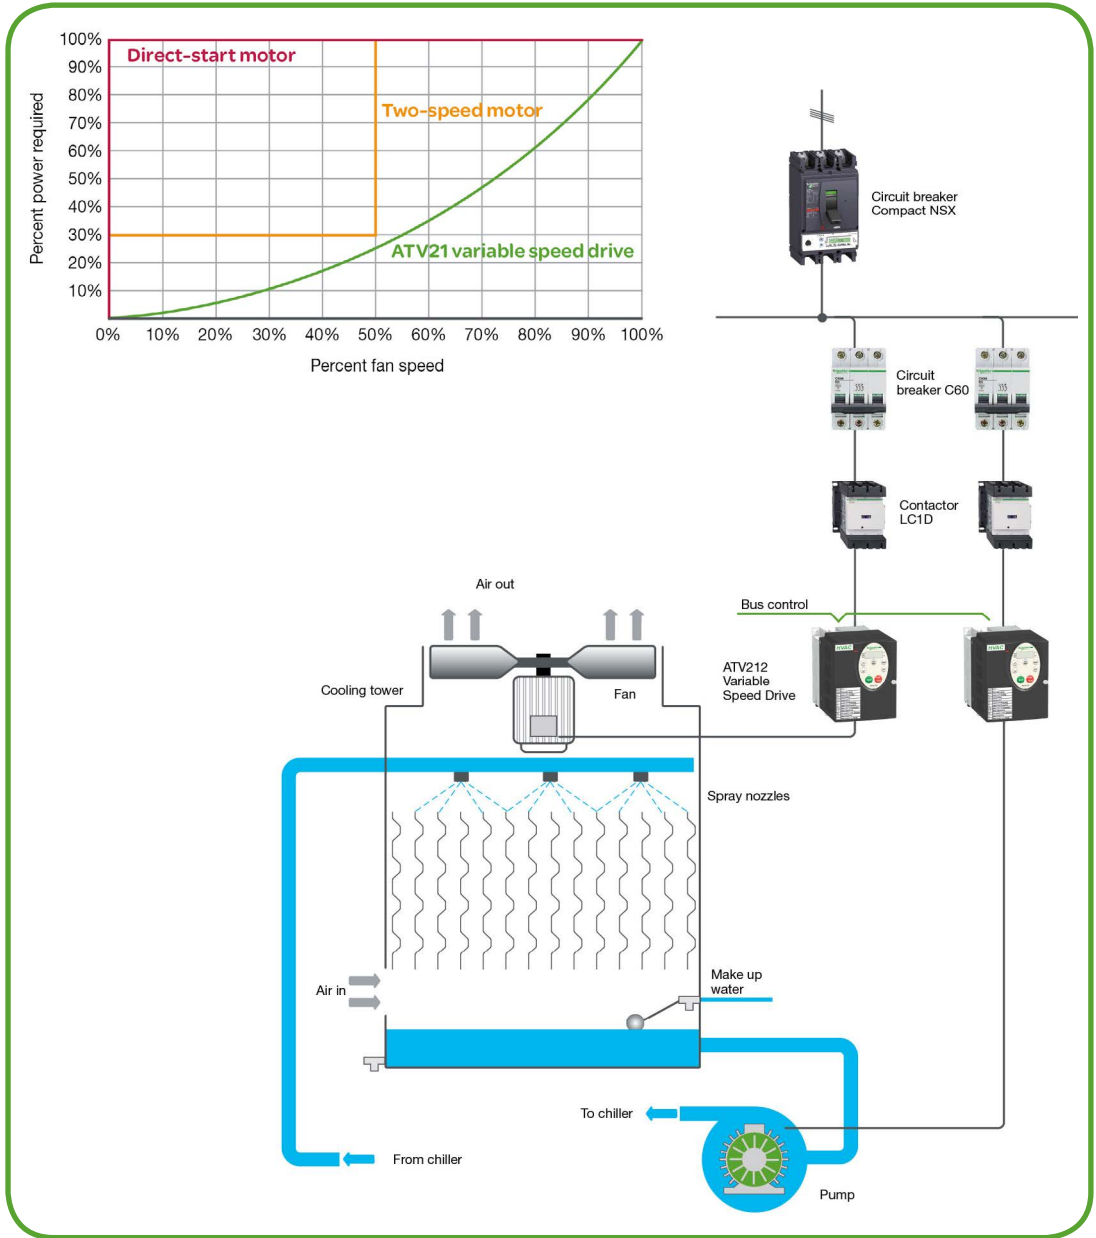 100%
90%
80%
70%
60%
50%
40%
30%
20%
10%
Percent power required
Direct-start motor
Two-speed motor
ATV21 variable speed drive
0%
10%
20%
30%
40%
50%
60%
70%
80%
90%
100%
Percent fan speed
Circuit breaker
Compact NSX
Circuit
breaker C60
Contactor
LC1D
Bus control
ATV212
Variable
Speed Drive
HVAC
HVAC
Air out
Cooling tower
Fan
Spray nozzles
Air in
Make up
water
To chiller
From chiller
Pump